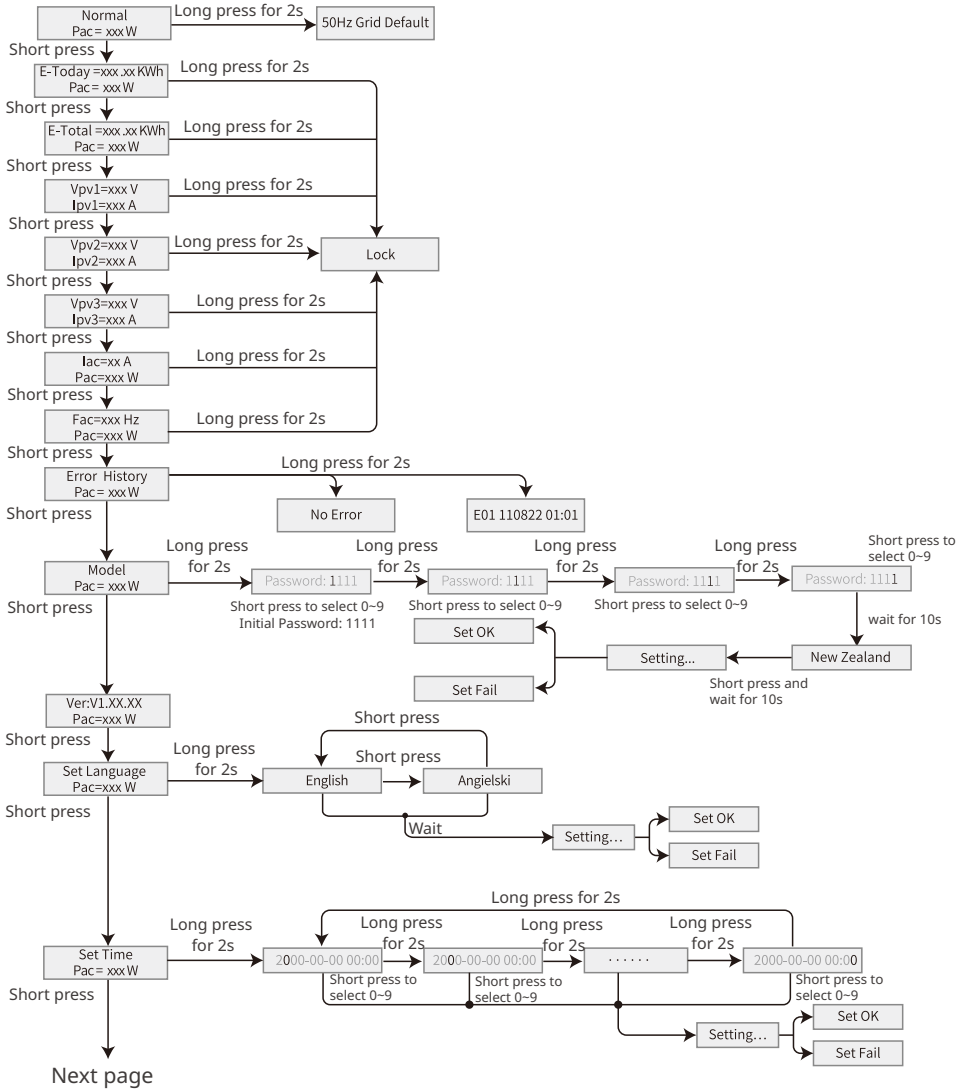 Normal
Pac= xxx W
Long press for 2s
50Hz Grid Default
Short press
E-Today =xxx.xx KWh
Pac= xxx W
Long press for 2s
Short press
E-Total =xxx.xx KWh
Pac= xxx W
Long press for 2s
Short press
Vpv1=xxx V
Ipv1=xxx A
Long press for 2s
Short press
Vpv2=xxx V
Ipv2=xxx A
Long press for 2s
Lock
Short press
Vpv3=xxx V
Ipv3=xxx A
Long press for 2s
Short press
Iac=xx A
Pac=xxx W
Long press for 2s
Short press
Fac=xxx Hz
Pac=xxx W
Long press for 2s
Short press
Error History
Pac= xxx W
Long press for 2s
No Error
E01 110822 01:01
Short press
Model
Pac= xxx W
Long press
for 2s
Password: 1111
Short press to select 0~9
Initial Password: 1111
Long press
for 2s
Password: 1111
Short press to select 0~9
Long press
for 2s
Password: 1111
Short press to select 0~9
Long press
for 2s
Short press to
select 0~9
Password: 1111
wait for 10s
New Zealand
Short press and
wait for 10s
Setting...
Set OK
Set Fail
Short press
Ver:V1.XX.XX
Pac=xxx W
Short press
Set Language
Pac=xxx W
Long press
for 2s
English
Short press
Short press
Angielski
Wait
Setting...
Set OK
Set Fail
Short press
Set Time
Pac= xxx W
Long press
for 2s
Long press for 2s
2000-00-00 00:00
Short press to
select 0~9
Long press
for 2s
2000-00-00 00:00
Short press to
select 0~9
Long press
for 2s
······
Long press
for 2s
2000-00-00 00:00
Short press to
select 0~9
Setting...
Set OK
Set Fail
Short press
Next page